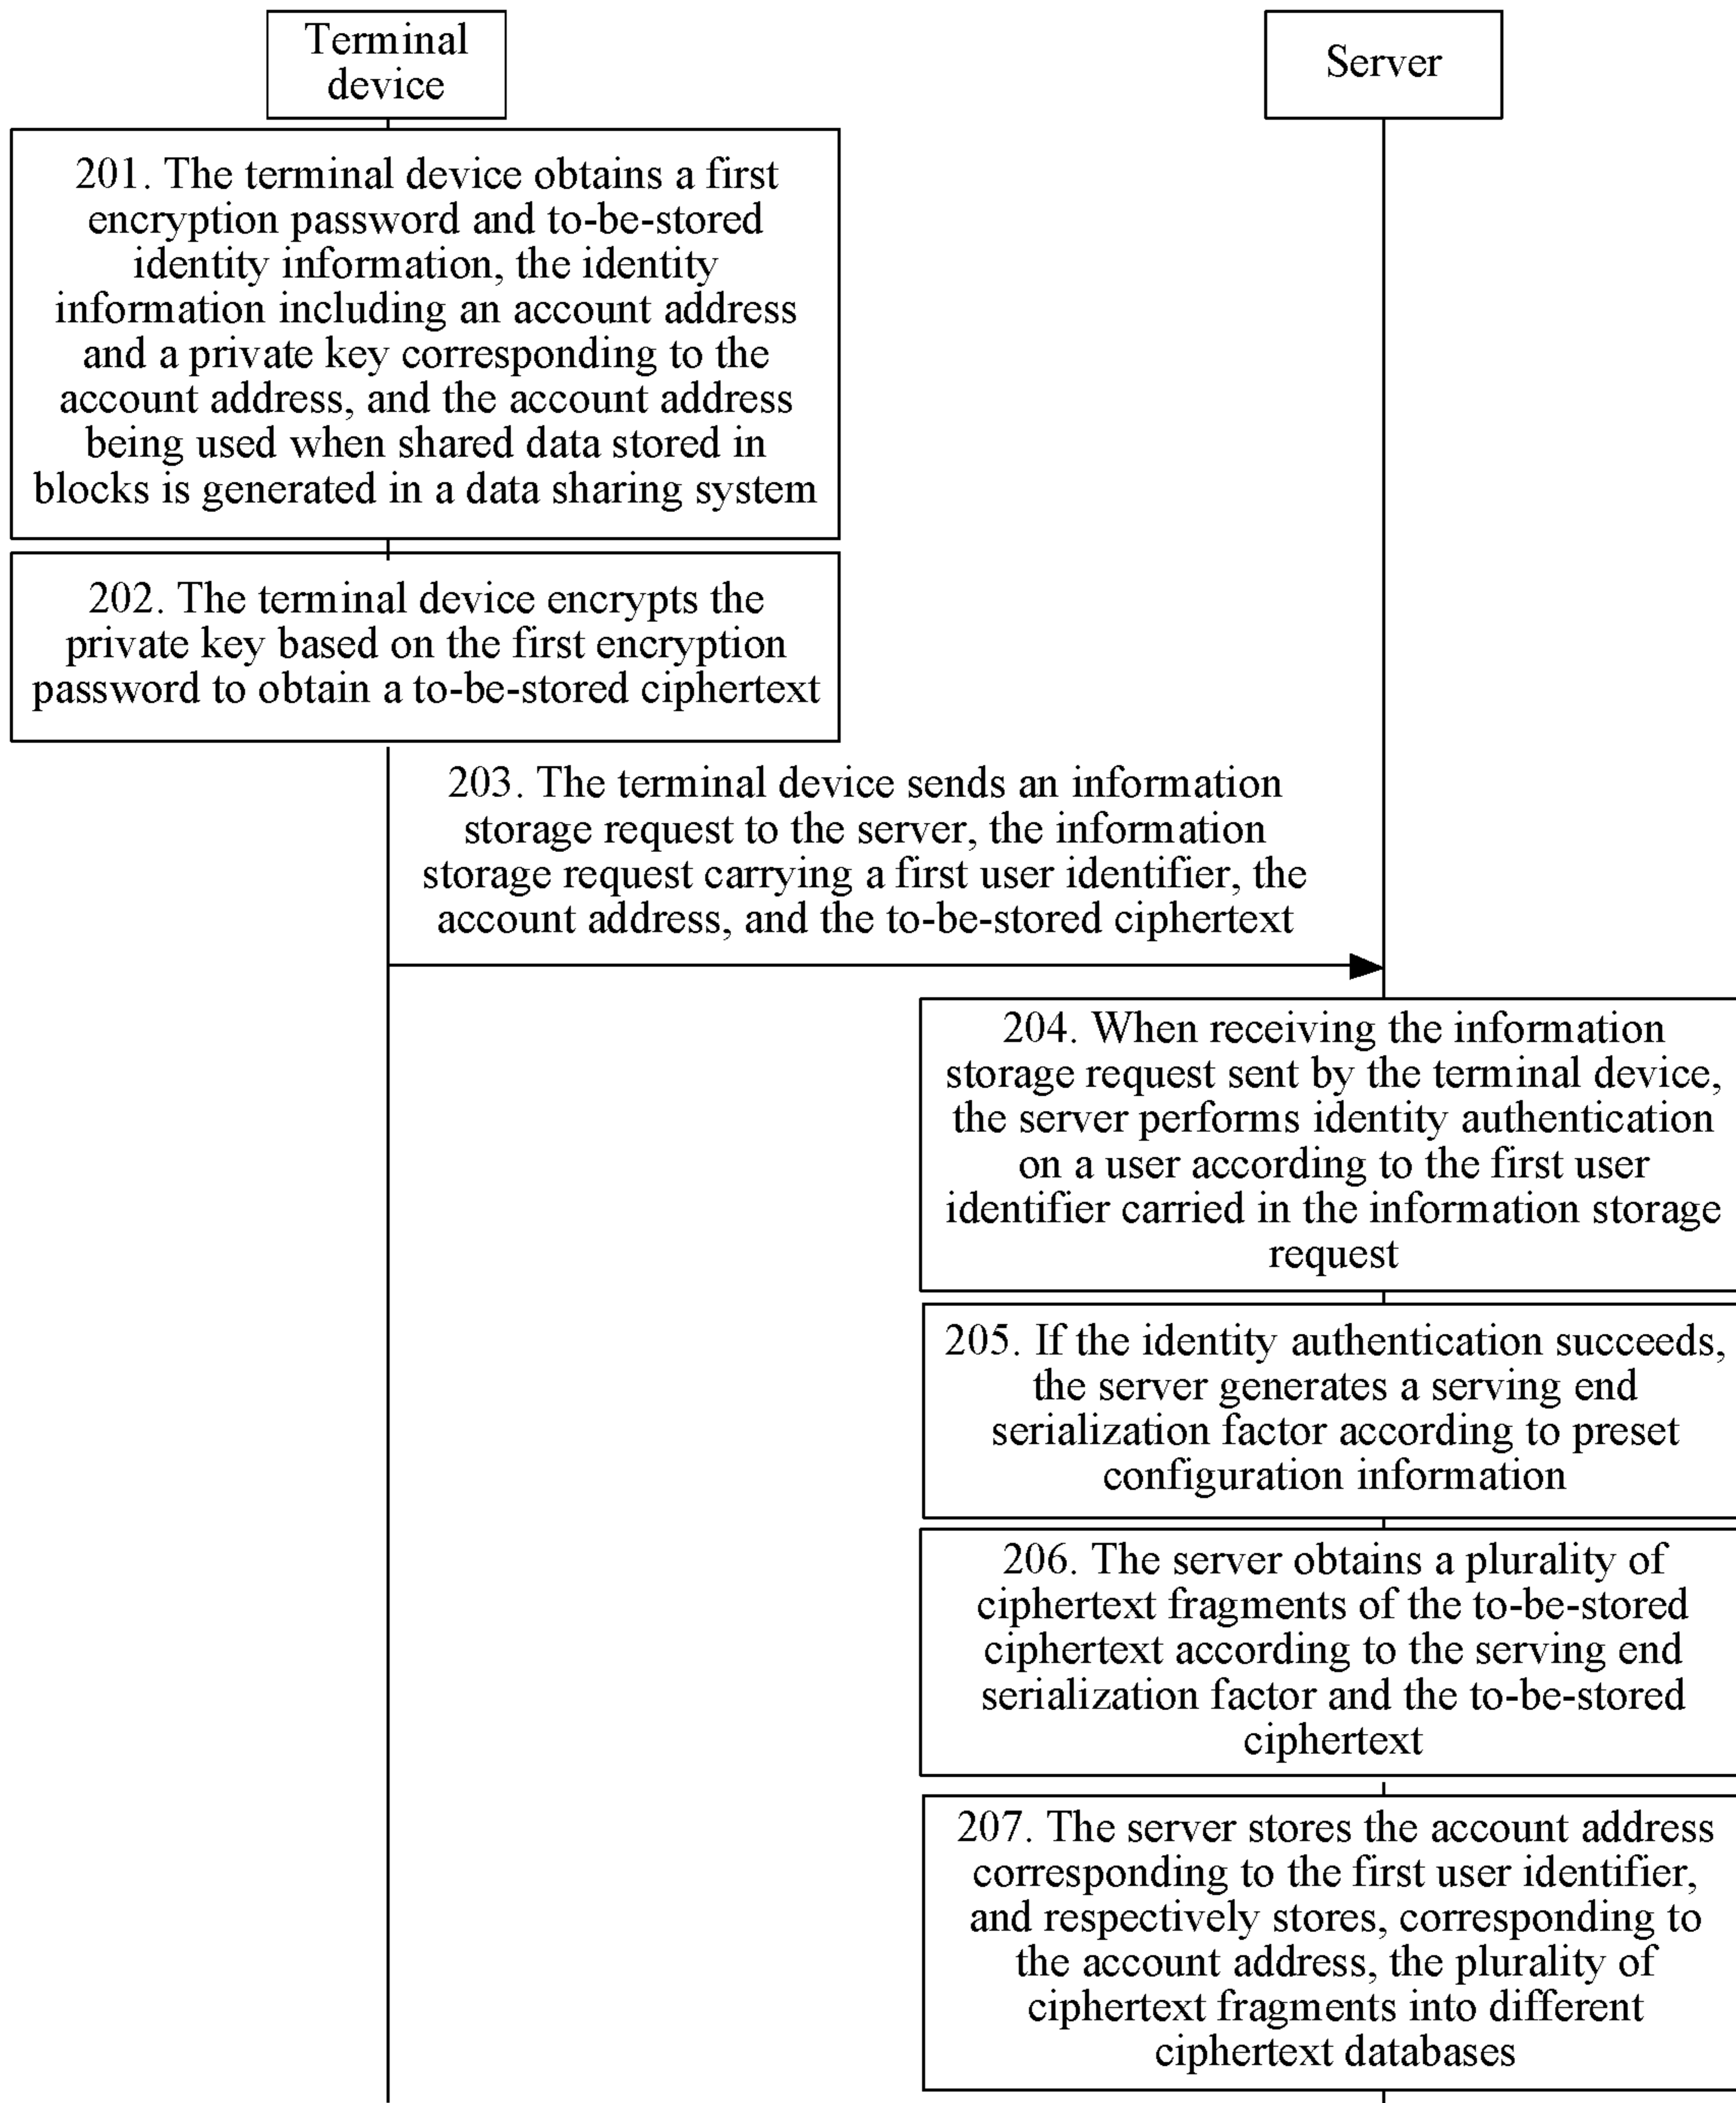 Terminal
device
Server
201. The terminal device obtains a first
encryption password and to-be-stored
identity information, the identity
information including an account address
and a private key corresponding to the
account address, and the account address
being used when shared data stored in
blocks is generated in a data sharing system
202. The terminal device encrypts the
private key based on the first encryption
password to obtain a to-be-stored ciphertext
203. The terminal device sends an information
storage request to the server, the information
storage request carrying a first user identifier, the
account address, and the to-be-stored ciphertext
204. When receiving the information
storage request sent by the terminal device,
the server performs identity authentication
on a user according to the first user
identifier carried in the information storage
request
205. If the identity authentication succeeds,
the server generates a serving end
serialization factor according to preset
configuration information
206. The server obtains a plurality of
ciphertext fragments of the to-be-stored
ciphertext according to the serving end
serialization factor and the to-be-stored
ciphertext
207. The server stores the account address
corresponding to the first user identifier,
and respectively stores, corresponding to
the account address, the plurality of
ciphertext fragments into different
ciphertext databases